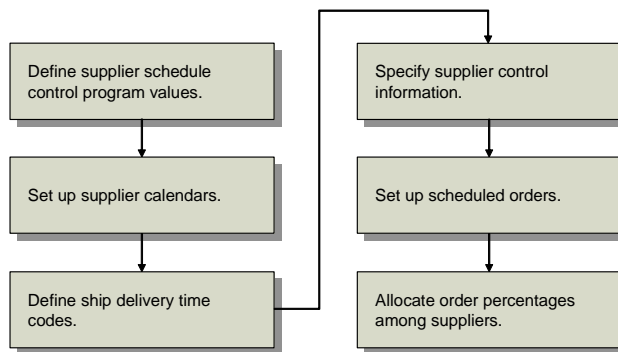 Define supplier schedule
control program values.
Set up supplier calendars.
Define ship delivery time
codes.
Specify supplier control
information.
Set up scheduled orders.
Allocate order percentages
among suppliers.